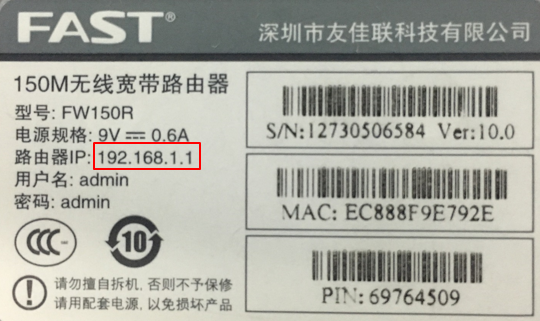 FAST®
深圳市友佳联科技有限公司
150M无线宽带路由器
型号: FW150R
电源规格: 9V⎓0.6A
路由器IP: 192.168.1.1
用户名: admin
密码: admin
CCC
10
请勿擅自拆机, 否则不予保修
请用配套电源, 以免损坏产品
S/N:12730506584 Ver:10.0
MAC: EC888F9E792E
PIN: 69764509